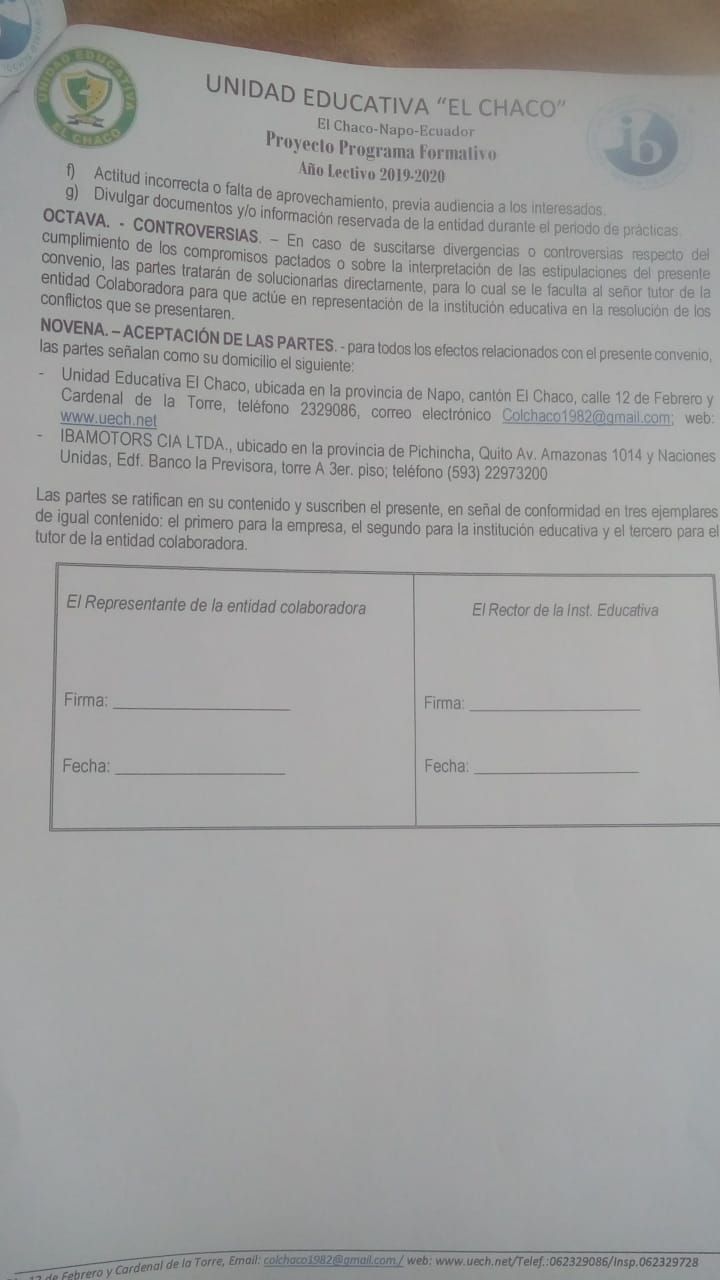 UNIDAD EDUCATIVA
EL CHACO
ib
UNIDAD EDUCATIVA “EL CHACO”
El Chaco-Napo-Ecuador
Proyecto Programa Formativo
Año Lectivo 2019-2020
f) Actitud incorrecta o falta de aprovechamiento, previa audiencia a los interesados.
g) Divulgar documentos y/o información reservada de la entidad durante el periodo de prácticas.
OCTAVA. - CONTROVERSIAS. – En caso de suscitarse divergencias o controversias respecto del
cumplimiento de los compromisos pactados o sobre la interpretación de las estipulaciones del presente
convenio, las partes tratarán de solucionarlas directamente, para lo cual se le faculta al señor tutor de la
entidad Colaboradora para que actúe en representación de la institución educativa en la resolución de los
conflictos que se presentaren.
NOVENA. – ACEPTACIÓN DE LAS PARTES. - para todos los efectos relacionados con el presente convenio,
las partes señalan como su domicilio el siguiente:
- Unidad Educativa El Chaco, ubicada en la provincia de Napo, cantón El Chaco, calle 12 de Febrero y
Cardenal de la Torre, teléfono 2329086, correo electrónico Colchaco1982@gmail.com; web:
www.uech.net
- IBAMOTORS CIA LTDA., ubicado en la provincia de Pichincha, Quito Av. Amazonas 1014 y Naciones
Unidas, Edf. Banco la Previsora, torre A 3er. piso; teléfono (593) 22973200
Las partes se ratifican en su contenido y suscriben el presente, en señal de conformidad en tres ejemplares
de igual contenido: el primero para la empresa, el segundo para la institución educativa y el tercero para el
tutor de la entidad colaboradora.
El Representante de la entidad colaboradora
Firma:
Fecha:
El Rector de la Inst. Educativa
Firma:
Fecha:
12 de Febrero y Cardenal de la Torre, Email: colchaco1982@gmail.com./ web: www.uech.net/Telef.:062329086/Insp.062329728